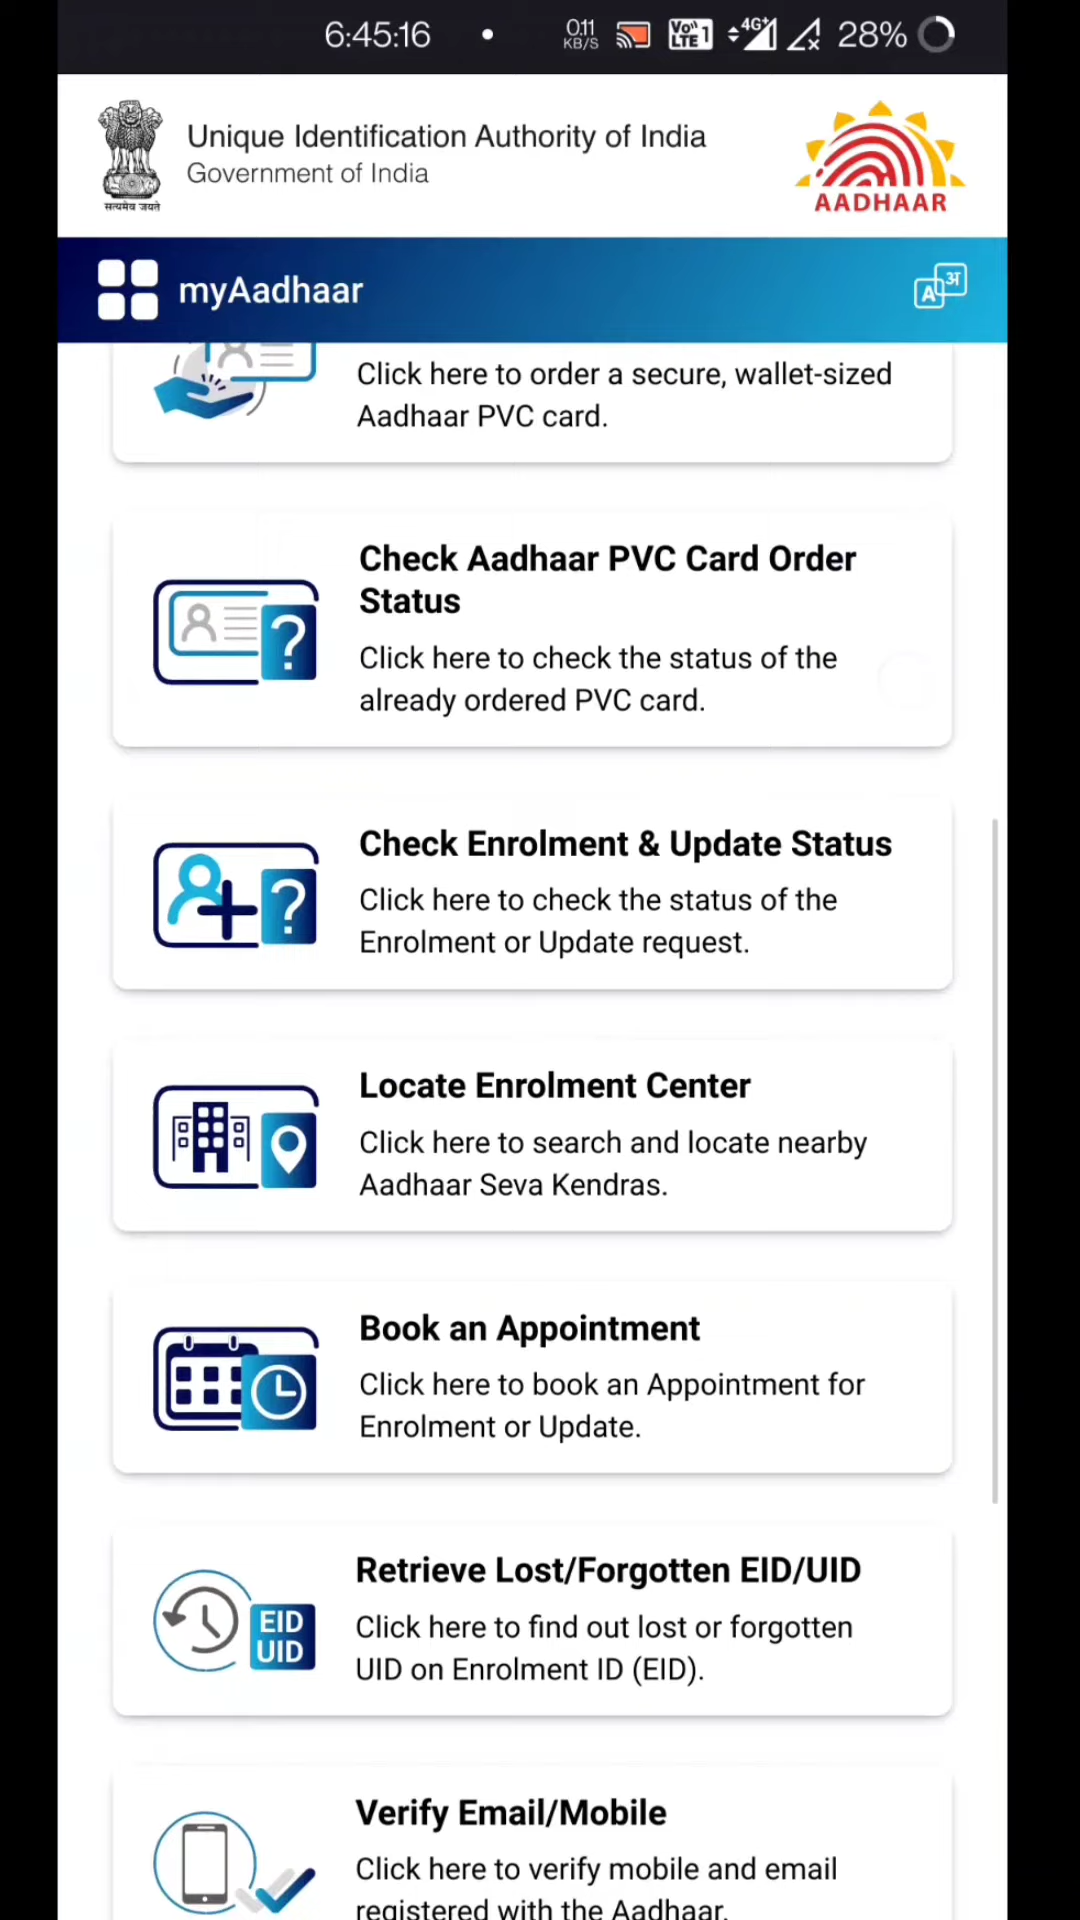 6:45:16
0.11
KB/S
Vo))
LTE 1
4G+
28%
Unique Identification Authority of India
Government of India
सत्यमेव जयते
AADHAAR
myAadhaar
A अ
Click here to order a secure, wallet-sized
Aadhaar PVC card.
Check Aadhaar PVC Card Order
Status
?
Click here to check the status of the
already ordered PVC card.
Check Enrolment & Update Status
?
Click here to check the status of the
Enrolment or Update request.
Locate Enrolment Center
Click here to search and locate nearby
Aadhaar Seva Kendras.
Book an Appointment
Click here to book an Appointment for
Enrolment or Update.
Retrieve Lost/Forgotten EID/UID
EID
UID
Click here to find out lost or forgotten
UID on Enrolment ID (EID).
Verify Email/Mobile
Click here to verify mobile and email
registered with the Aadhaar.